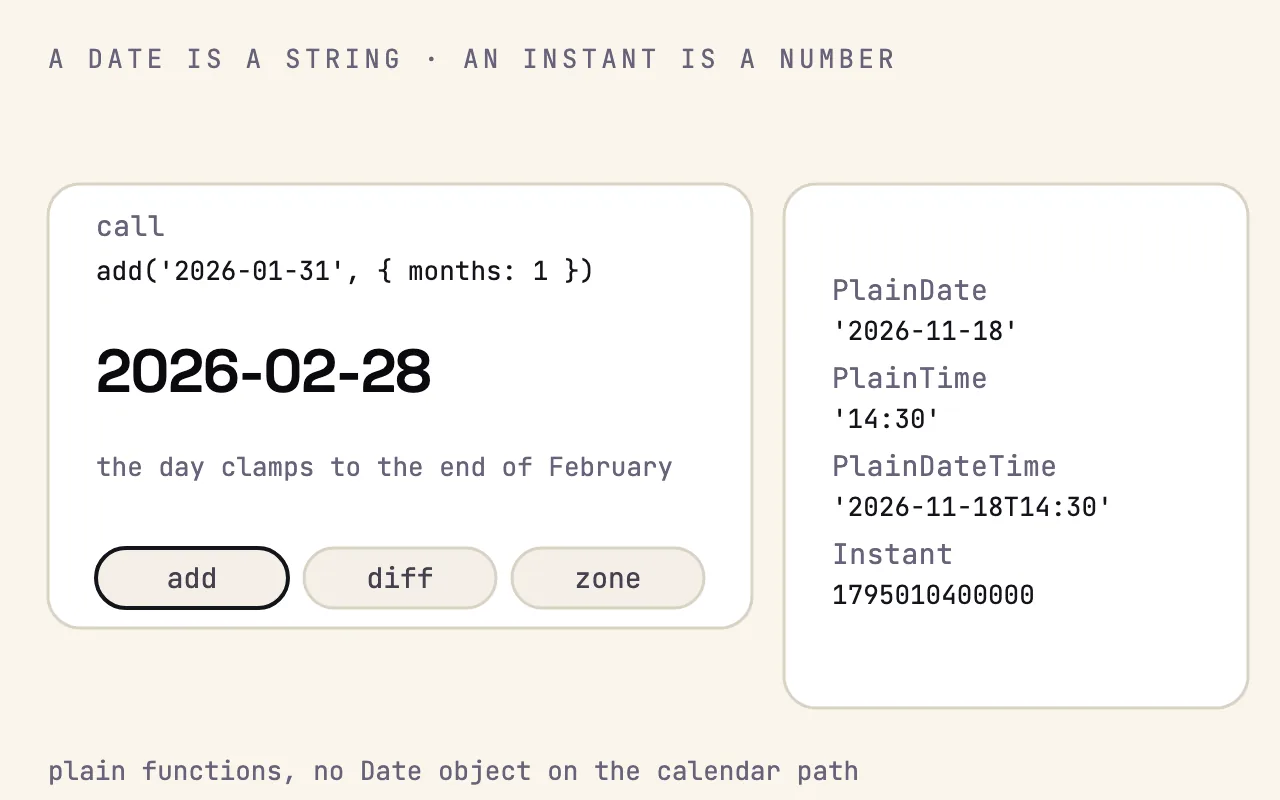 A DATE IS A STRING · AN INSTANT IS A NUMBER
call
add('2026-01-31', { months: 1 })
2026-02-28
the day clamps to the end of February
add
diff
zone
PlainDate
'2026-11-18'
PlainTime
'14:30'
PlainDateTime
'2026-11-18T14:30'
Instant
1795010400000
plain functions, no Date object on the calendar path